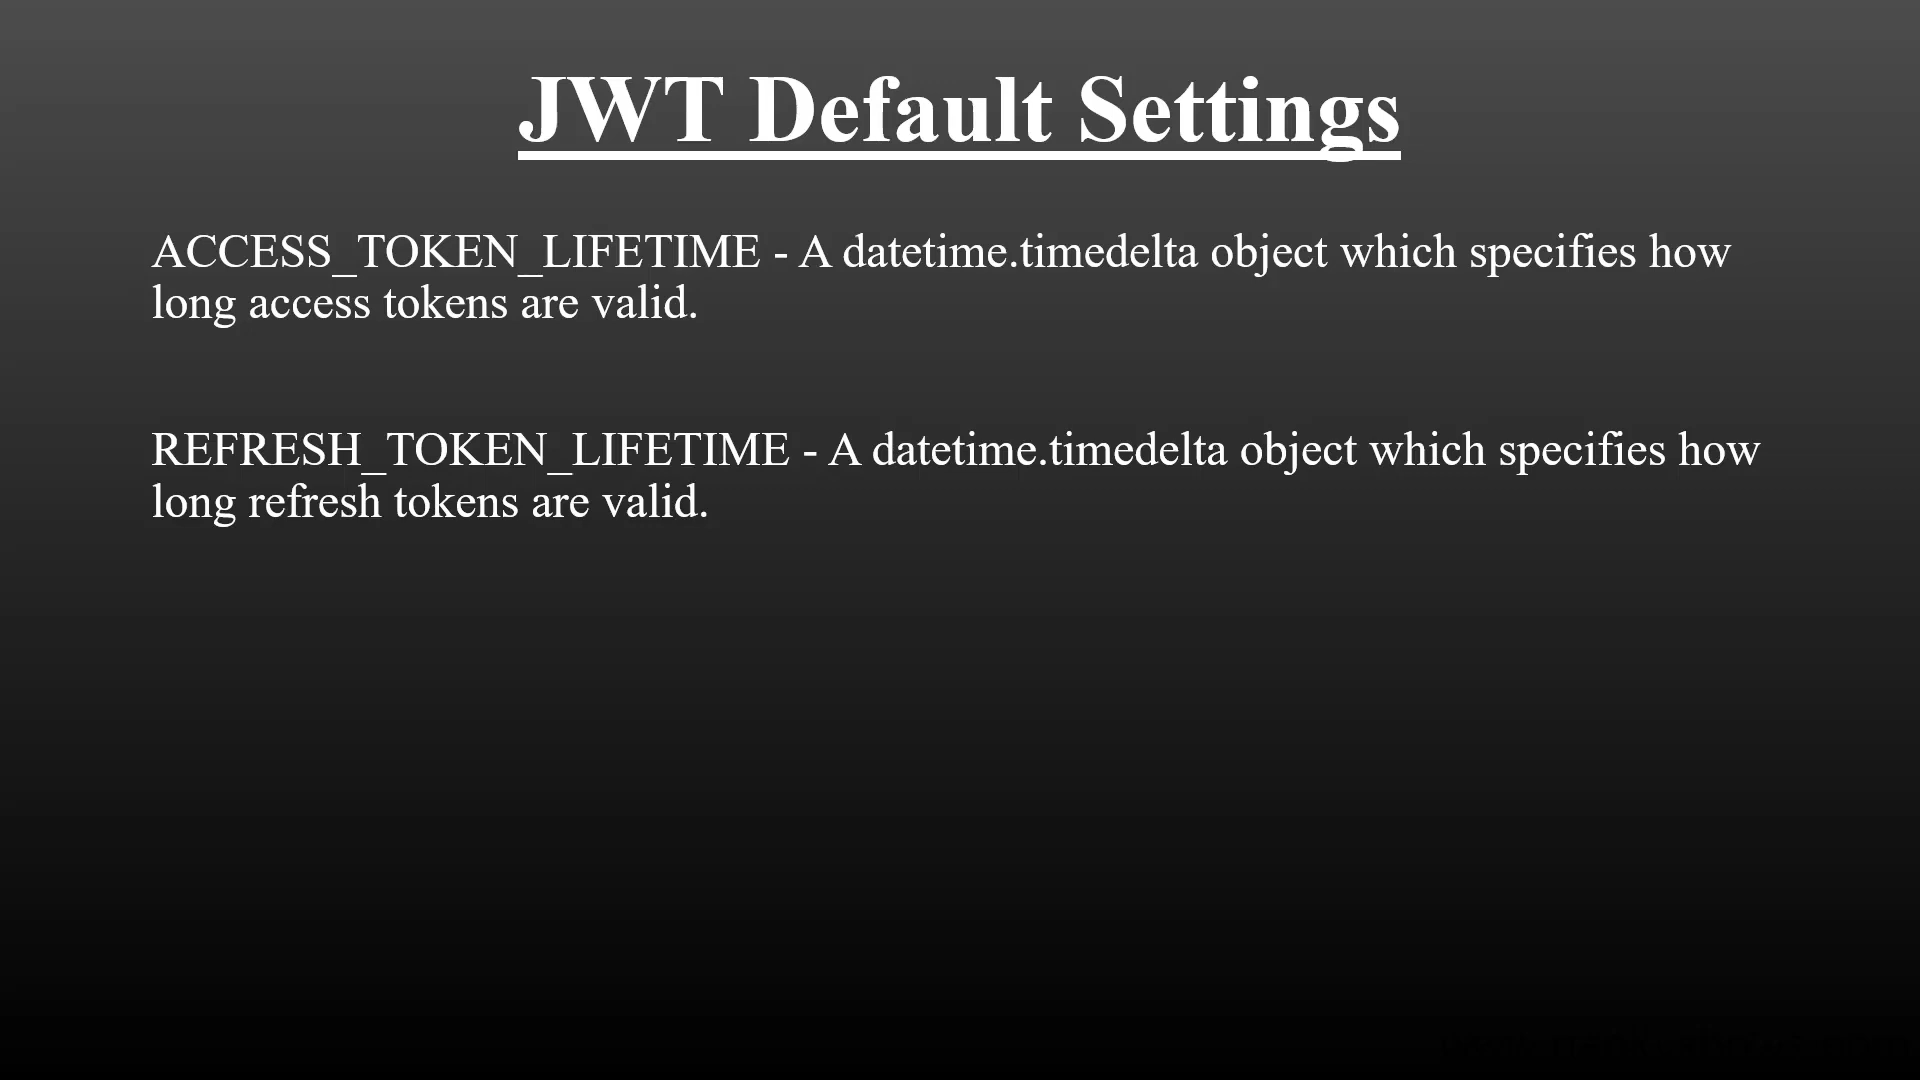 JWT Default Settings
ACCESS_TOKEN_LIFETIME - A datetime.timedelta object which specifies how
long access tokens are valid.
REFRESH_TOKEN_LIFETIME - A datetime.timedelta object which specifies how
long refresh tokens are valid.